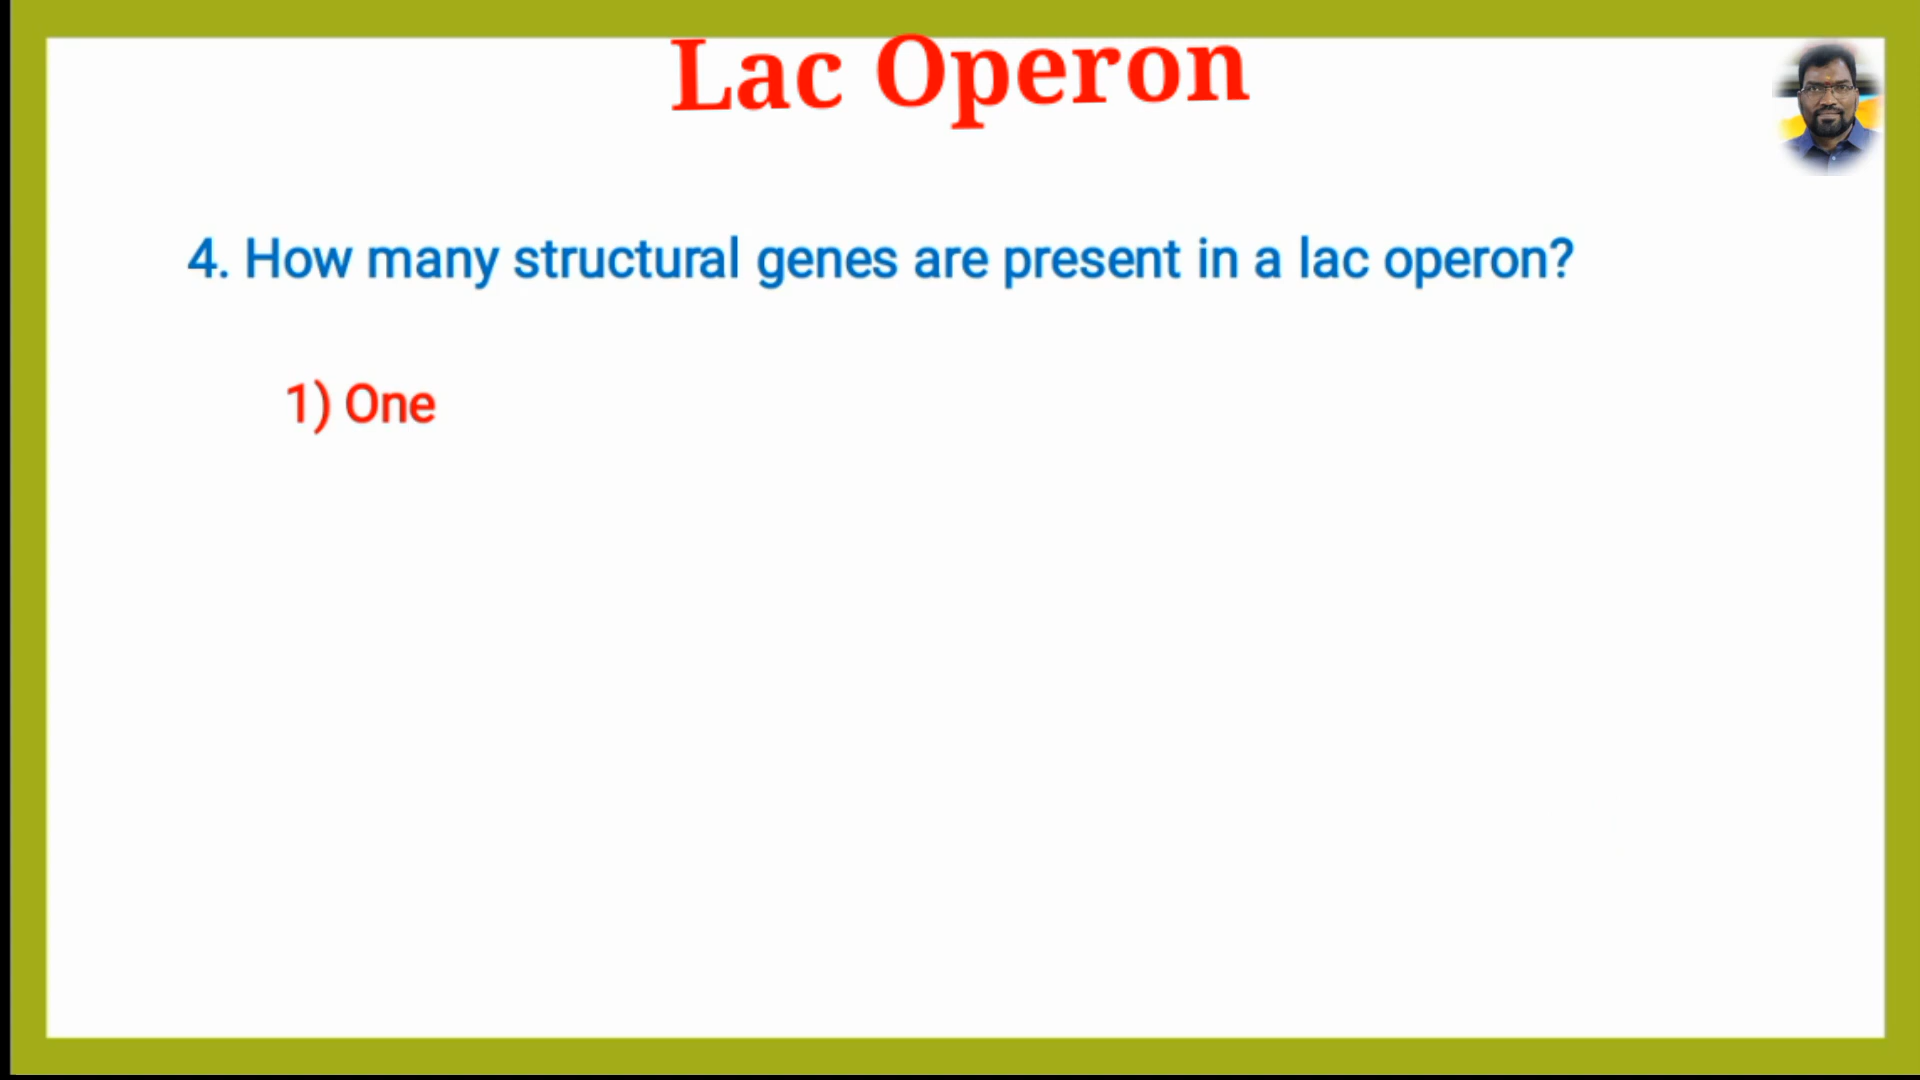 Lac Operon
4. How many structural genes are present in a lac operon?
1) One